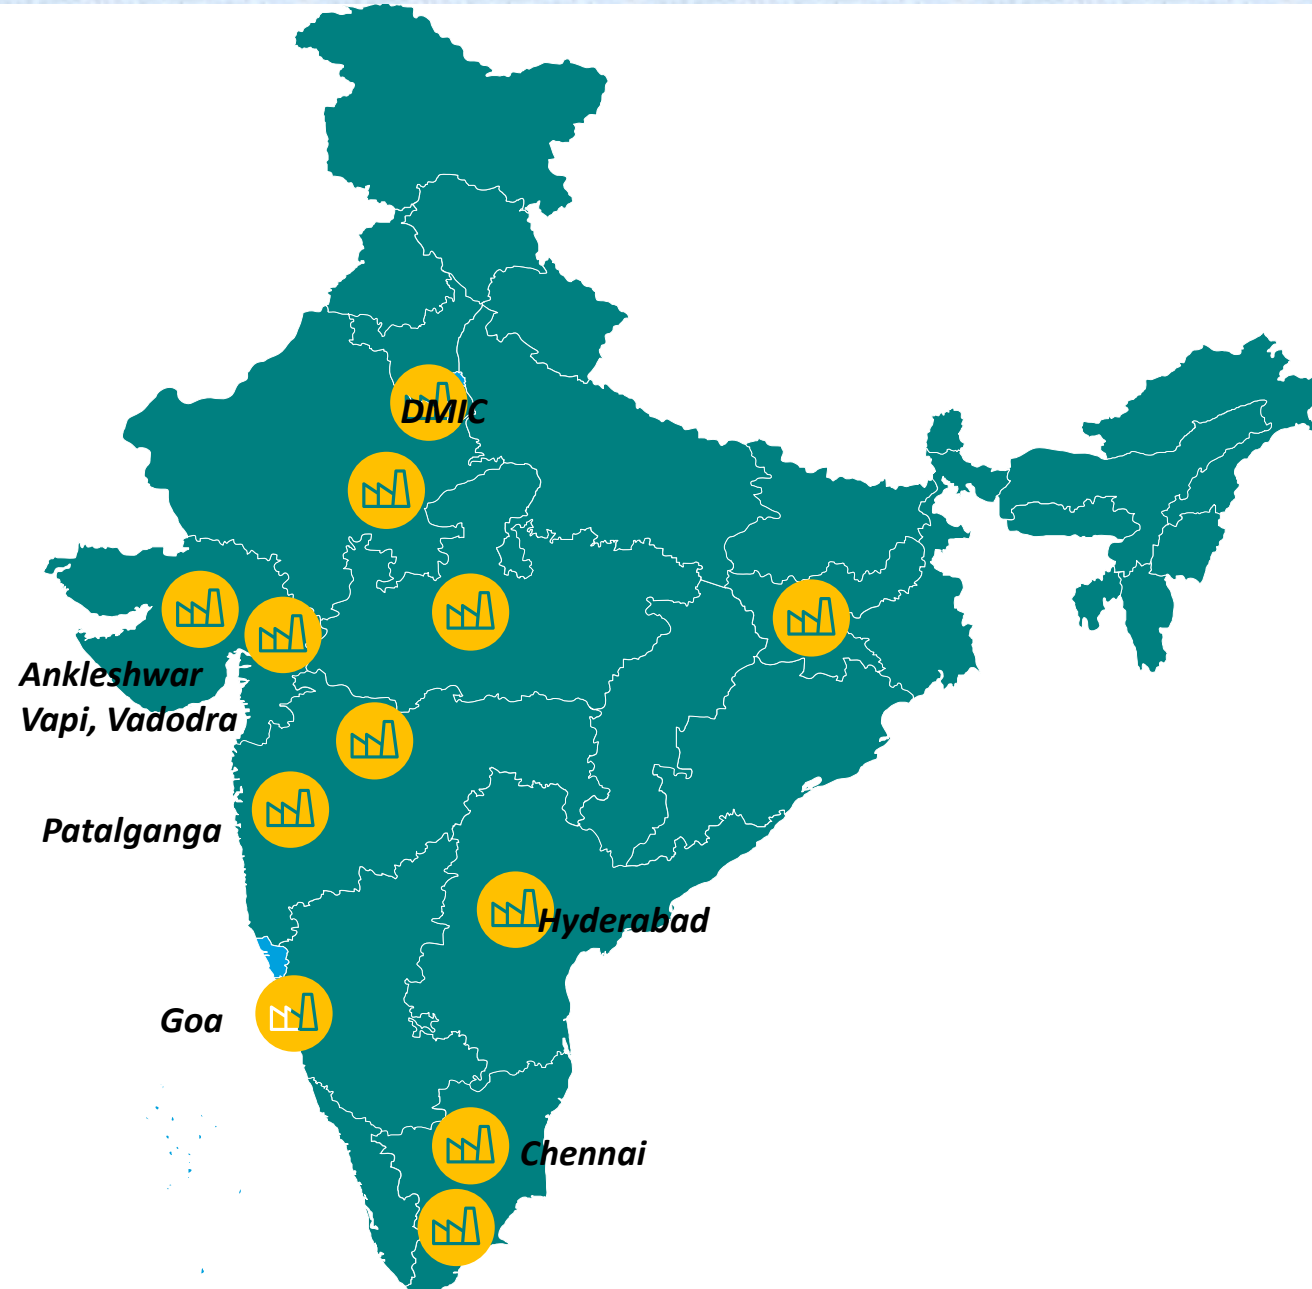 DMIC
Ankleshwar
Vapi, Vadodra
Patalganga
Hyderabad
Goa
Chennai